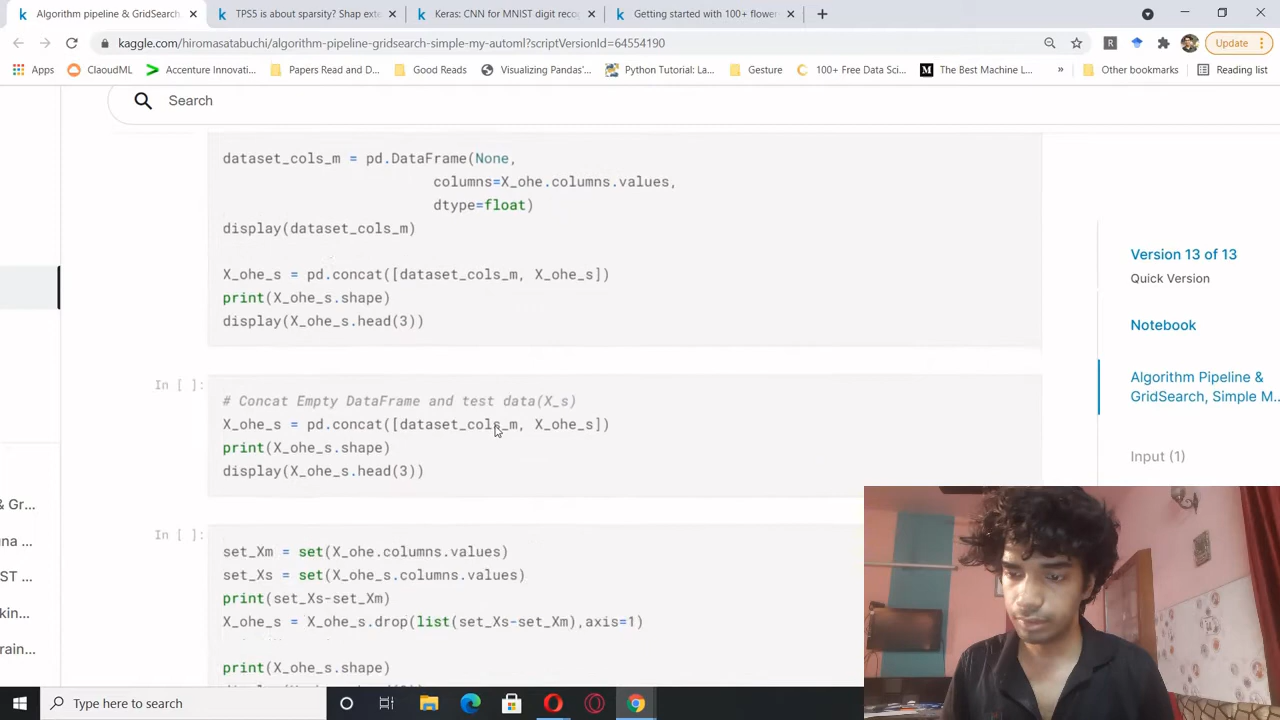 Algorithm pipeline & GridSearch,
TPS5 is about sparsity? Shap exte
Keras: CNN for MNIST digit reco
Getting started with 100+ flower
kaggle.com/hiromasatabuchi/algorithm-pipeline-gridsearch-simple-my-automl?scriptVersionId=64554190
R
Update
Apps
ClaoudML
Accenture Innovati...
Papers Read and D...
Good Reads
Visualizing Pandas'...
Python Tutorial: La...
Gesture
100+ Free Data Sci...
The Best Machine L...
»
Other bookmarks
Reading list
Search
dataset_cols_m = pd.DataFrame(None,
columns=X_ohe.columns.values,
dtype=float)
display(dataset_cols_m)
X_ohe_s = pd.concat([dataset_cols_m, X_ohe_s])
print(X_ohe_s.shape)
display(X_ohe_s.head(3))
In [ ]:
# Concat Empty DataFrame and test data(X_s)
X_ohe_s = pd.concat([dataset_cols_m, X_ohe_s])
print(X_ohe_s.shape)
display(X_ohe_s.head(3))
In [ ]:
set_Xm = set(X_ohe.columns.values)
set_Xs = set(X_ohe_s.columns.values)
print(set_Xs-set_Xm)
X_ohe_s = X_ohe_s.drop(list(set_Xs-set_Xm),axis=1)
print(X_ohe_s.shape)
Version 13 of 13
Quick Version
Notebook
Algorithm Pipeline &
GridSearch, Simple M...
Input (1)
& Gr...
na ...
ST ...
kin...
rain...
Type here to search